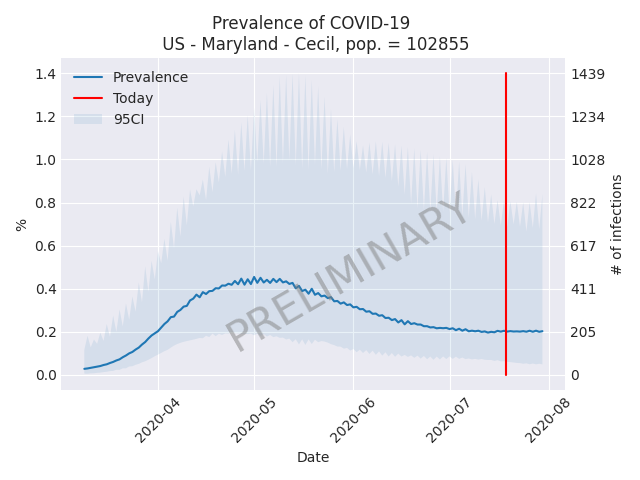 Prevalence of COVID-19
US - Maryland - Cecil, pop. = 102855
Prevalence
Today
95CI
1.4
1.2
1.0
0.8
0.6
0.4
0.2
0.0
%
1439
1234
1028
822
617
411
205
0
# of infections
PRELIMINARY
2020-04
2020-05
2020-06
2020-07
2020-08
Date